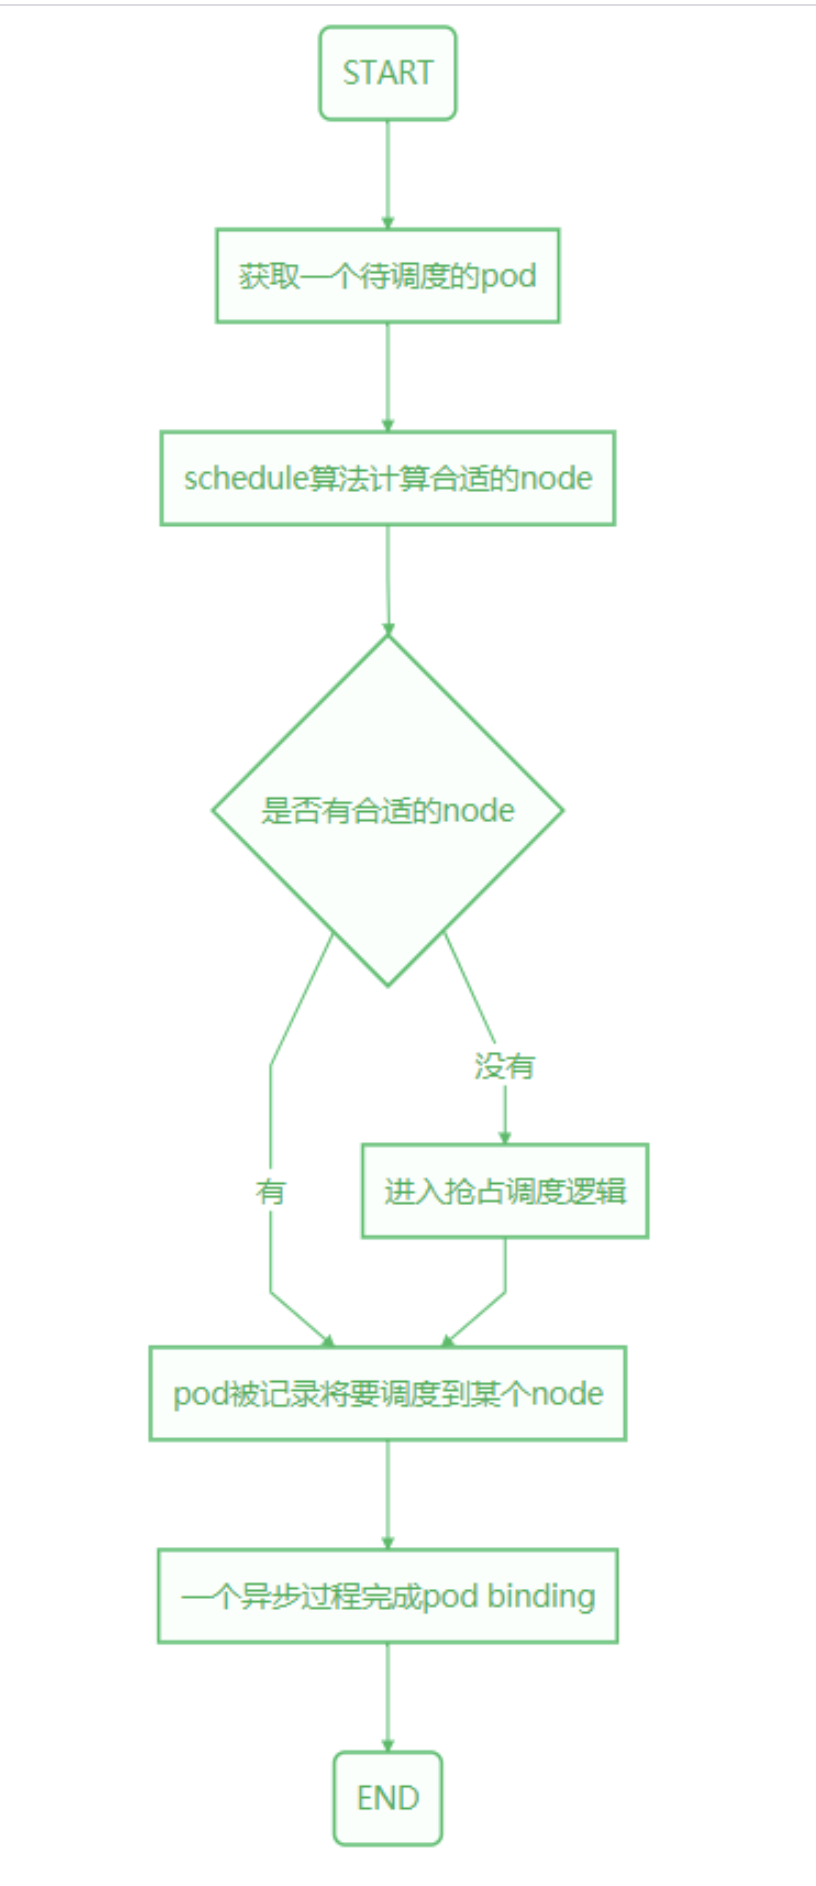 START
获取一个待调度的pod
schedule算法计算合适的node
是否有合适的node
没有
有
进入抢占调度逻辑
pod被记录将要调度到某个node
一个异步过程完成pod binding
END